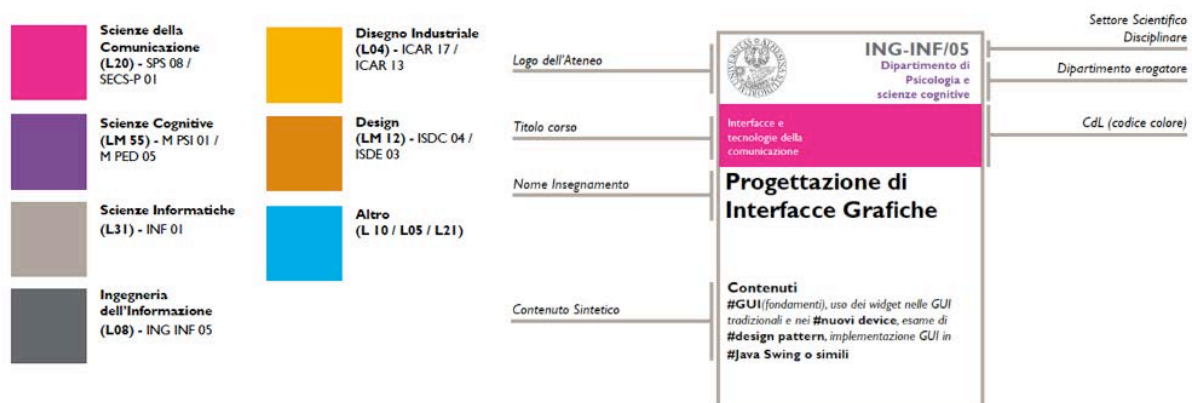 Scienze della
Comunicazione
(L20) - SPS 08 /
SECS-P 01
Scienze Cognitive
(LM 55) - M PSI 01 /
M PED 05
Scienze Informatiche
(L31) - INF 01
Ingegneria
dell'Informazione
(L08) - ING INF 05
Disegno Industriale
(L04) - ICAR 17 /
ICAR 13
Design
(LM 12) - ISDC 04 /
ISDE 03
Altro
(L 10 / L05 / L21)
Logo dell'Ateneo
Titolo corso
Nome Insegnamento
Contenuto Sintetico
ING-INF/05
Dipartimento di
Psicologia e
scienze cognitive
Interfacce e
tecnologie della
comunicazione
Progettazione di
Interfacce Grafiche
Contenuti
#GUI(fondamenti), uso dei widget nelle GUI
tradizionali e nei #nuovi device, esame di
#design pattern, implementazione GUI in
#Java Swing o simili
Settore Scientifico
Disciplinare
Dipartimento erogatore
CdL (codice colore)